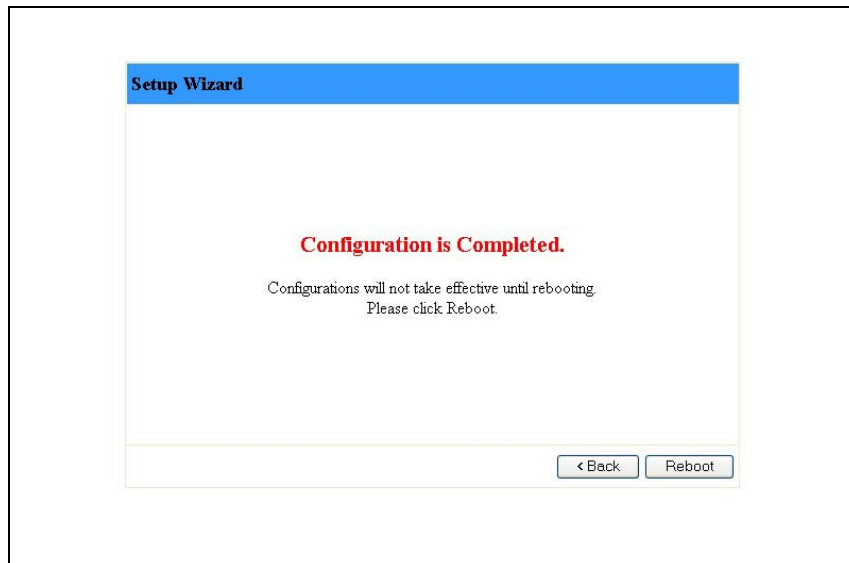 Setup Wizard
Configuration is Completed.
Configurations will not take effective until rebooting.
Please click Reboot.
< Back
Reboot